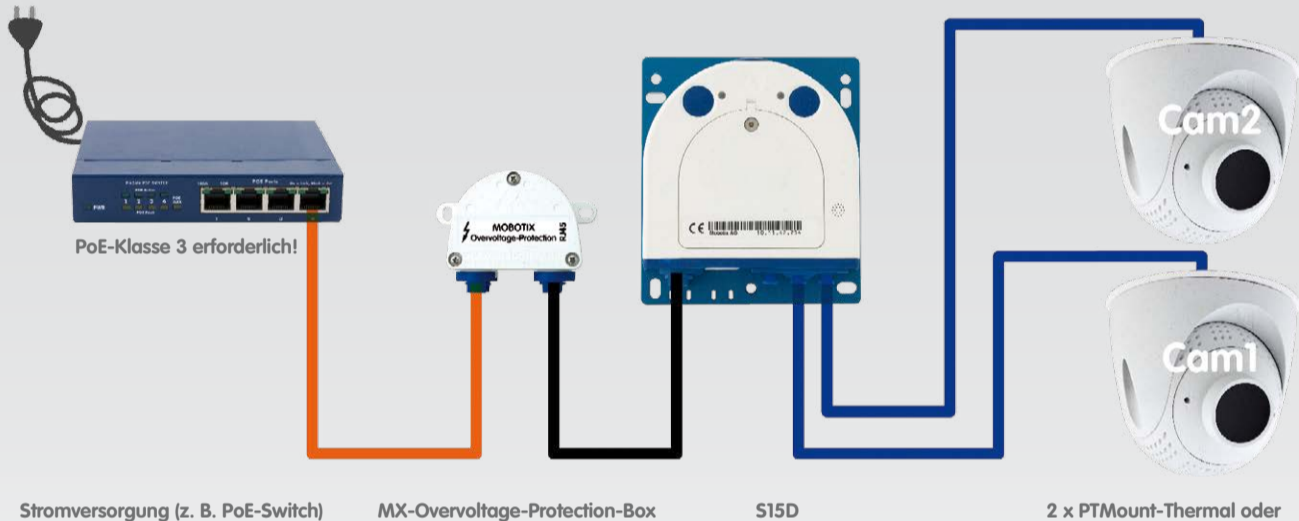 Cam2
PoE-Klasse 3 erforderlich!
MOBOTIX
Overvoltage-Protection
RJ45
CE
Cam1
Stromversorgung (z. B. PoE-Switch)
MX-Overvoltage-Protection-Box
S15D
2 x PTMount-Thermal oder